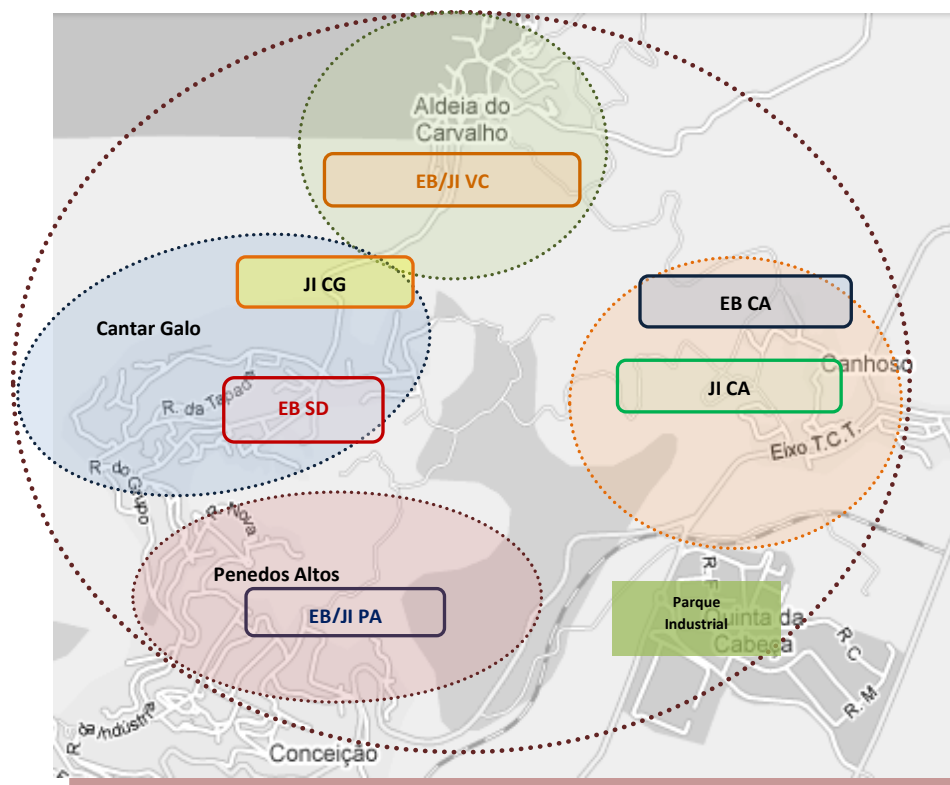 Aldeia do
Carvalho
EB/JI VC
JI CG
EB CA
Cantar Galo
Canhoso
JI CA
R. da Tapada
EB SD
Eixo T.C.T.
R. do Grupo
R. Nova
Penedos Altos
R. F
EB/JI PA
Parque
Industrial
Quinta da
Cabeça
R. C
R. M
R. da Indústria
Conceição